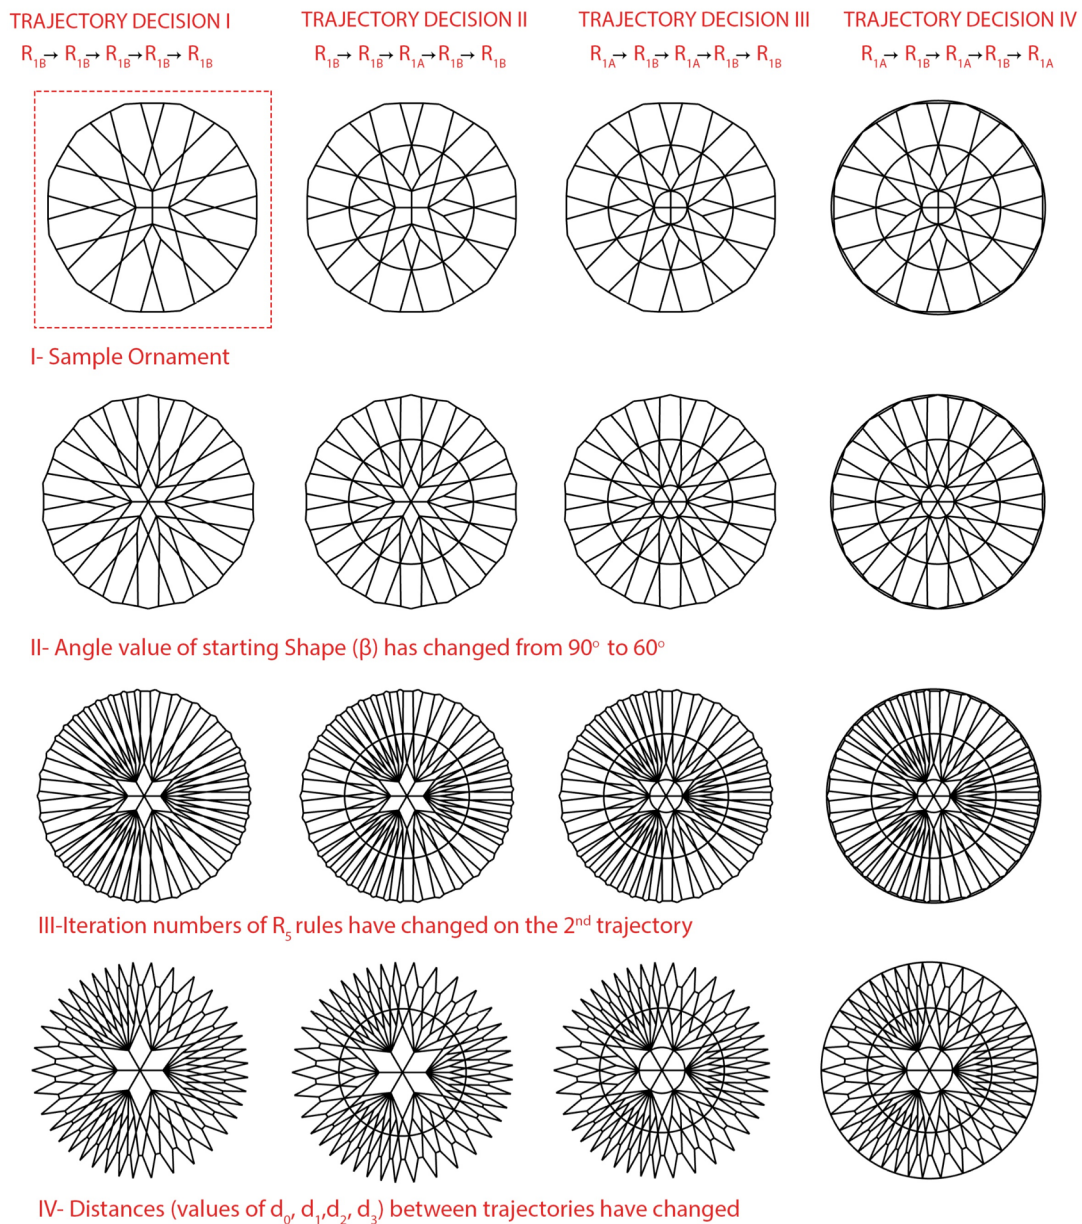 TRAJECTORY DECISION I
TRAJECTORY DECISION II
TRAJECTORY DECISION III
TRAJECTORY DECISION IV
R1B→ R1B→ R1B→R1B→ R1B
R1B→ R1B→ R1A→R1B→ R1B
R1A→ R1B→R1A→R1B→ R1B
R1A→ R1B→R1A→R1B→ R1A
I- Sample Ornament
II- Angle value of starting Shape (β) has changed from 90° to 60°
III-Iteration numbers of R5 rules have changed on the 2nd trajectory
IV- Distances (values of d0, d1,d2, d3) between trajectories have changed